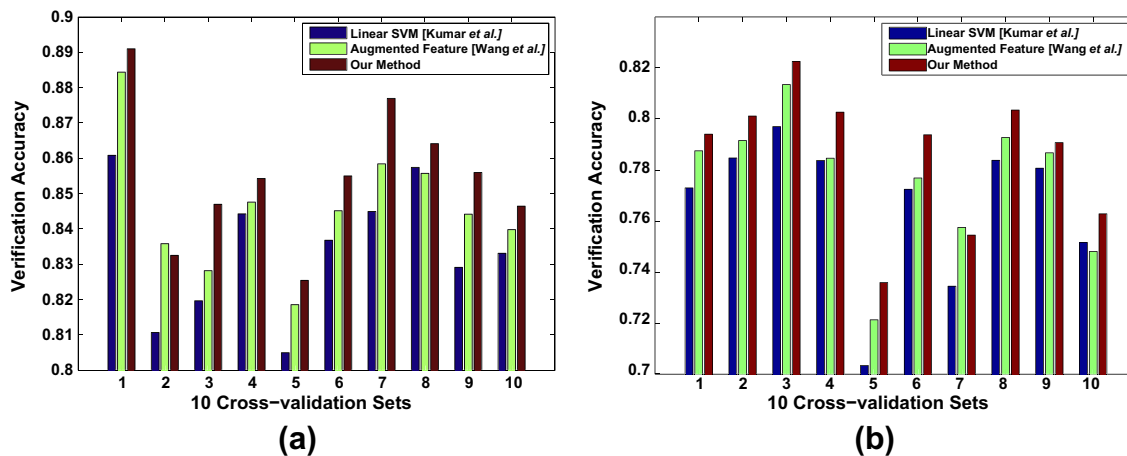 0.9
0.89
0.88
0.87
0.86
0.85
0.84
0.83
0.82
0.81
0.8
Verification Accuracy
Linear SVM [Kumar et al.]
Augmented Feature [Wang et al.]
Our Method
1 2 3 4 5 6 7 8 9 10
10 Cross−validation Sets
(a)
0.82
0.8
0.78
0.76
0.74
0.72
0.7
Verification Accuracy
Linear SVM [Kumar et al.]
Augmented Feature [Wang et al.]
Our Method
1 2 3 4 5 6 7 8 9 10
10 Cross−validation Sets
(b)